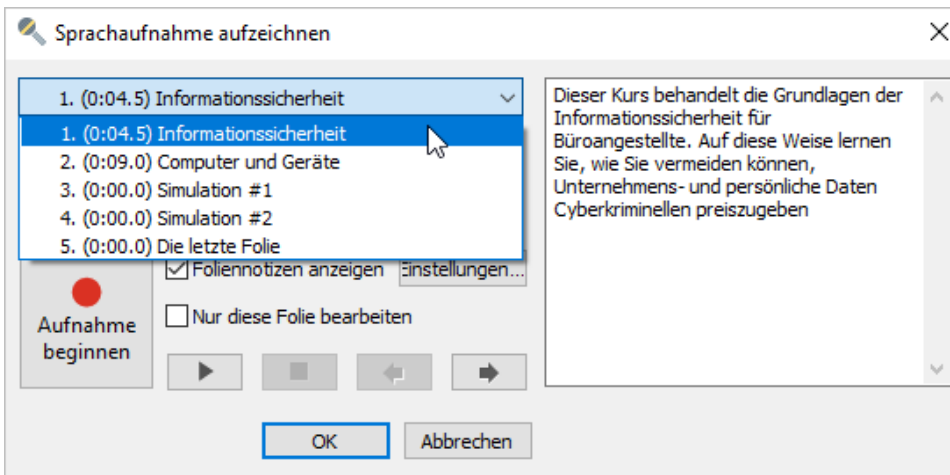 Sprachaufnahme aufzeichnen
1. (0:04.5) Informationssicherheit
1. (0:04.5) Informationssicherheit
2. (0:09.0) Computer und Geräte
3. (0:00.0) Simulation #1
4. (0:00.0) Simulation #2
5. (0:00.0) Die letzte Folie
Foliennotizen anzeigen
Einstellungen...
Nur diese Folie bearbeiten
Aufnahme
beginnen
OK
Abbrechen
Dieser Kurs behandelt die Grundlagen der
Informationssicherheit für
Büroangestellte. Auf diese Weise lernen
Sie, wie Sie vermeiden können,
Unternehmens- und persönliche Daten
Cyberkriminellen preiszugeben